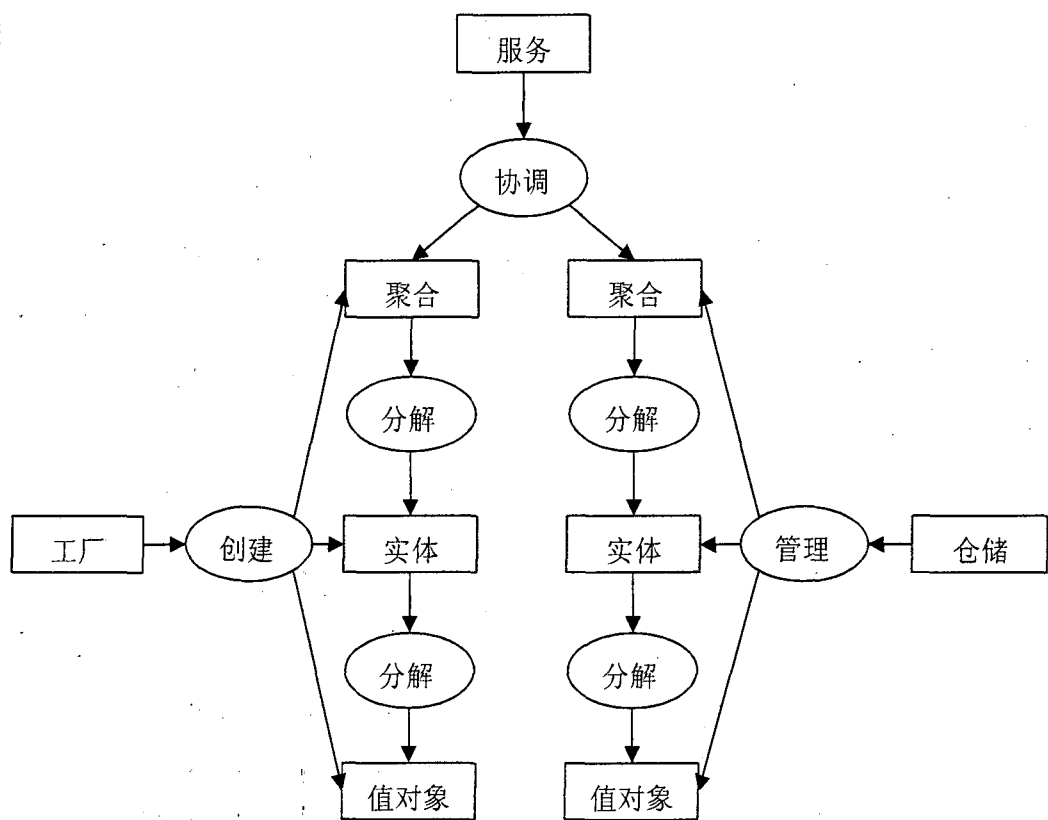 服务
协调
聚合
聚合
分解
分解
工厂
创建
实体
实体
管理
仓储
分解
分解
值对象
值对象